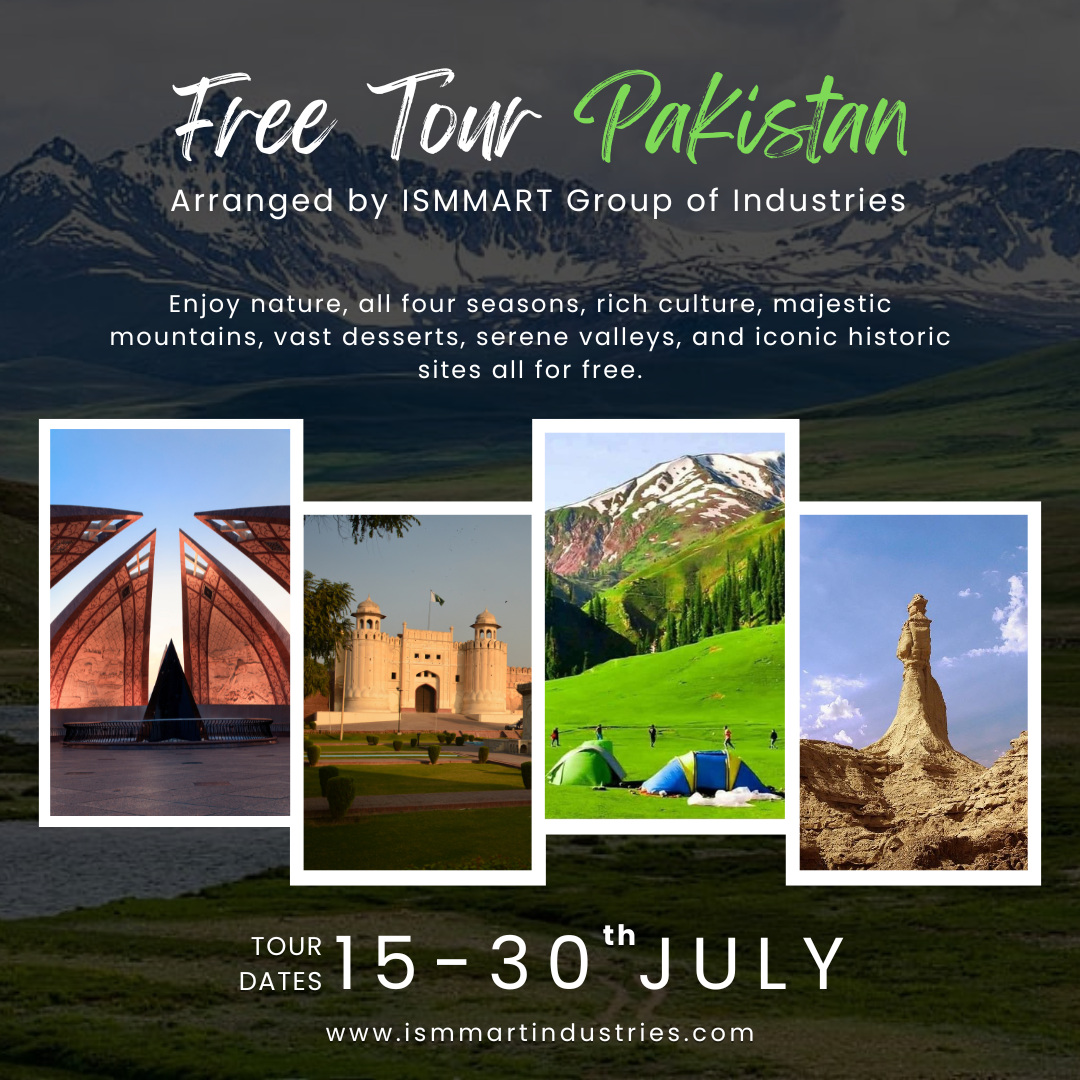 Free Tour Pakistan
Arranged by ISMMART Group of Industries
Enjoy nature, all four seasons, rich culture, majestic
mountains, vast desserts, serene valleys, and iconic historic
sites all for free.
TOUR
DATES
15-30th JULY
www.ismmartindustries.com